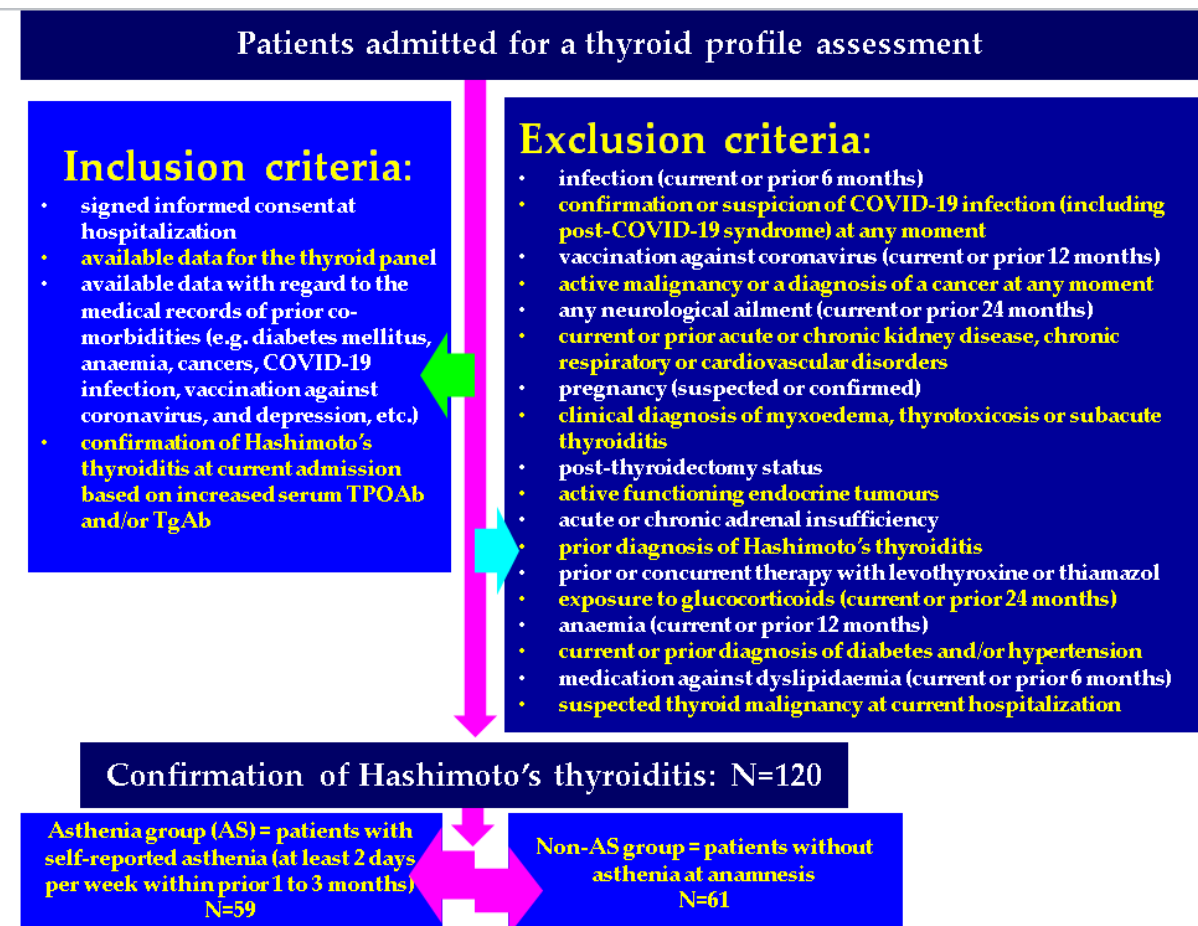 Patients admitted for a thyroid profile assessment
Inclusion criteria:
• signed informed consent at
hospitalization
• available data for the thyroid panel
• available data with regard to the
medical records of prior co-
morbidities (e.g. diabetes mellitus,
anaemia, cancers, COVID-19
infection, vaccination against
coronavirus, and depression, etc.)
• confirmation of Hashimoto's
thyroiditis at current admission
based on increased serum TPOAb
and/or TgAb
Exclusion criteria:
• infection (current or prior 6 months)
• confirmation or suspicion of COVID-19 infection (including
post-COVID-19 syndrome) at any moment
• vaccination against coronavirus (current or prior 12 months)
• active malignancy or a diagnosis of a cancer at any moment
• any neurological ailment (current or prior 24 months)
• current or prior acute or chronic kidney disease, chronic
respiratory or cardiovascular disorders
• pregnancy (suspected or confirmed)
• clinical diagnosis of myxoedema, thyrotoxicosis or subacute
thyroiditis
• post-thyroidectomy status
• active functioning endocrine tumours
• acute or chronic adrenal insufficiency
• prior diagnosis of Hashimoto's thyroiditis
• prior or concurrent therapy with levothyroxine or thiamazol
• exposure to glucocorticoids (current or prior 24 months)
• anaemia (current or prior 12 months)
• current or prior diagnosis of diabetes and/or hypertension
• medication against dyslipidaemia (current or prior 6 months)
• suspected thyroid malignancy at current hospitalization
Confirmation of Hashimoto's thyroiditis: N=120
Asthenia group (AS) = patients with
self-reported asthenia (at least 2 days
per week within prior 1 to 3 months)
N=59
Non-AS group = patients without
asthenia at anamnesis
N=61